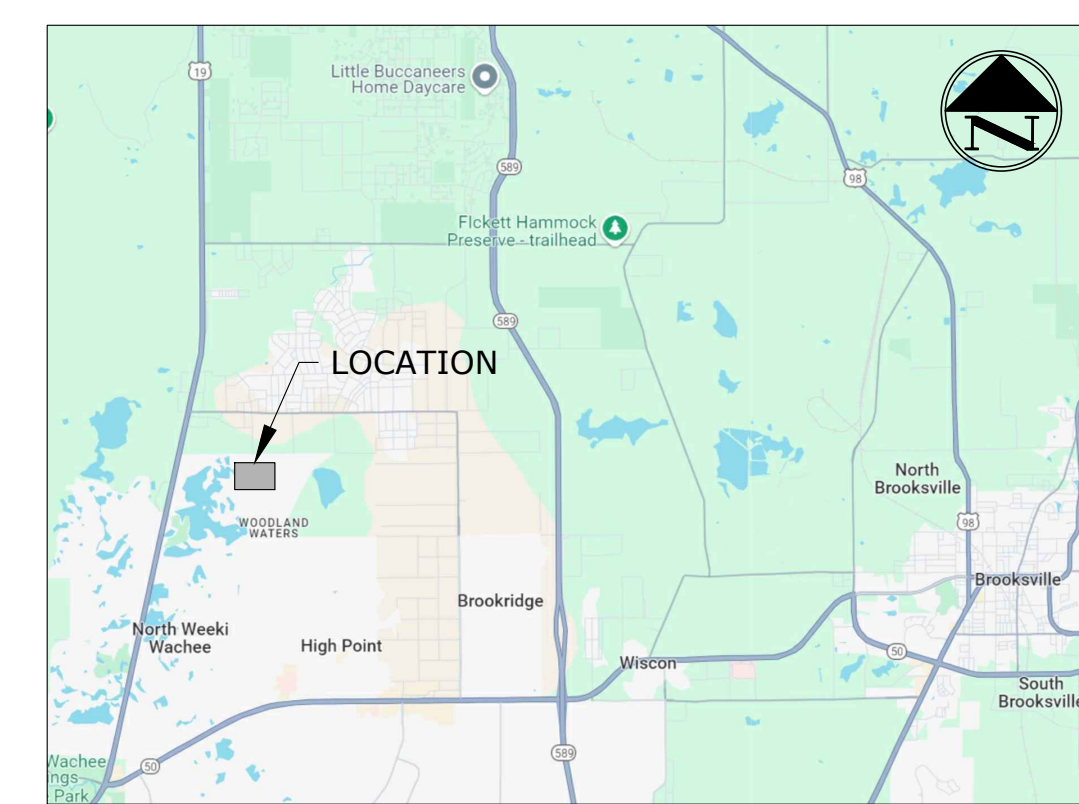 19
Little Buccaneers
Home Daycare
589
98
N
FIckett Hammock
Preserve - trailhead
589
LOCATION
North
Brooksville
WOODLAND
WATERS
98
Brooksville
Brookridge
North Weeki
Wachee
High Point
Wiscon
50
South
Brooksville
589
Wachee
ings
Park
50